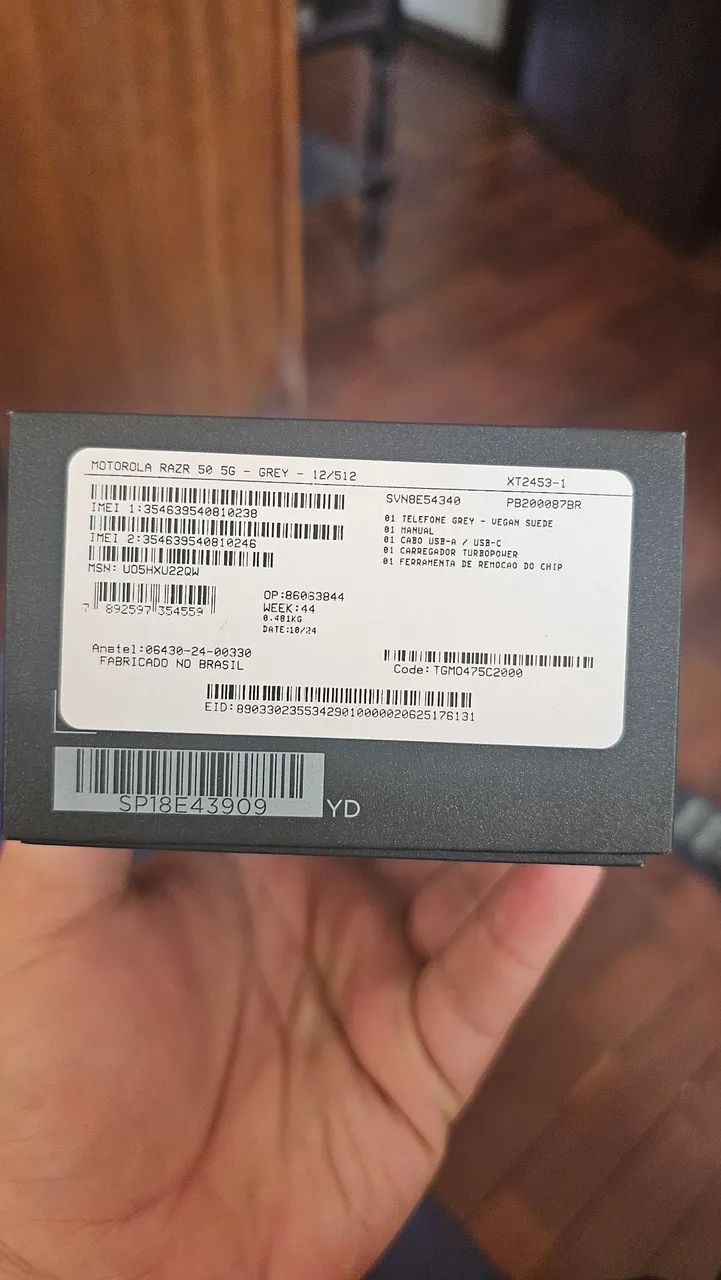 MOTOROLA RAZR 50 5G - GREY - 12/512
XT2453-1
IMEI 1:354639540810238
IMEI 2:354639540810246
MSN: UO5HXU22QW
SVN8E54340
PB200087BR
01 TELEFONE GREY - VEGAN SUEDE
01 MANUAL
01 CABO USB-A / USB-C
01 CARREGADOR TURBOPOWER
01 FERRAMENTA DE REMOCAO DO CHIP
7 892597 354559
OP:86063844
WEEK:44
0.481KG
DATE:10/24
Anatel:06430-24-00330
FABRICADO NO BRASIL
Code: TGMO475C2000
EID:89033023553429010000020625176131
SP18E43909
YD